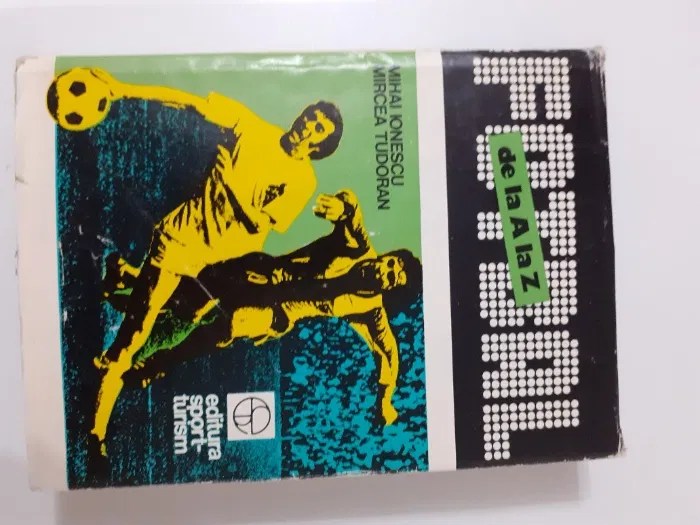 FOTBAL
de la A la Z
MIHAI IONESCU
MIRCEA TUDORAN
editura
sport-
turism